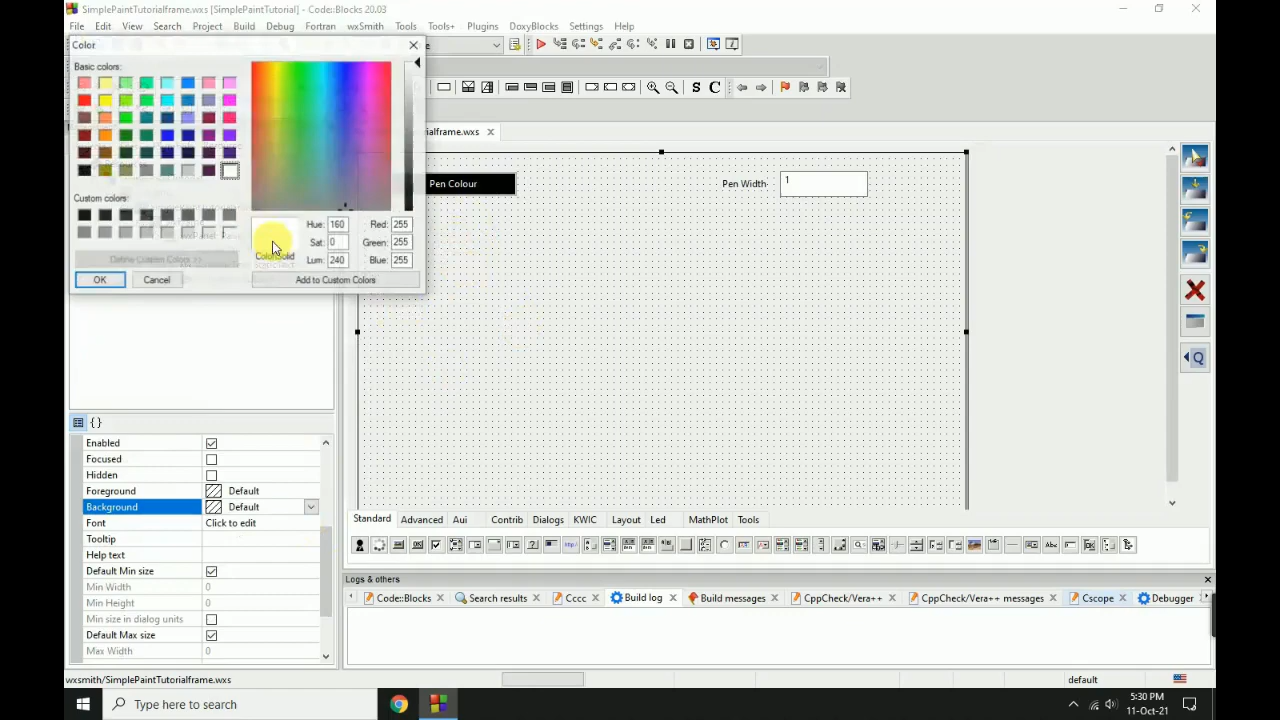 SimplePaintTutorialframe.wxs [SimplePaintTutorial] - Code::Blocks 20.03
File Edit View Search Project Build Debug Fortran wxSmith Tools Tools+ Plugins DoxyBlocks Settings Help
Color
Basic colors:
S C
ialframe.wxs
Pen Colour
Pen Width
1
Custom colors:
Hue: 160 Red: 255
Sat: 0 Green: 255
Color|Solid
Lum: 240 Blue: 255
Define Custom Colors >>
OK Cancel Add to Custom Colors
Q
{ }
Enabled
Focused
Hidden
Foreground Default
Background Default
Font Click to edit
Tooltip
Help text
Default Min size
Min Width 0
Min Height 0
Min size in dialog units
Default Max size
Max Width 0
Standard Advanced Aui Contrib Dialogs KWIC Layout Led MathPlot Tools
Logs & others
Code::Blocks Search results Cccc Build log Build messages CppCheck/Vera++ CppCheck/Vera++ messages Cscope Debugger
wxsmith/SimplePaintTutorialframe.wxs default
Type here to search
5:30 PM
11-Oct-21